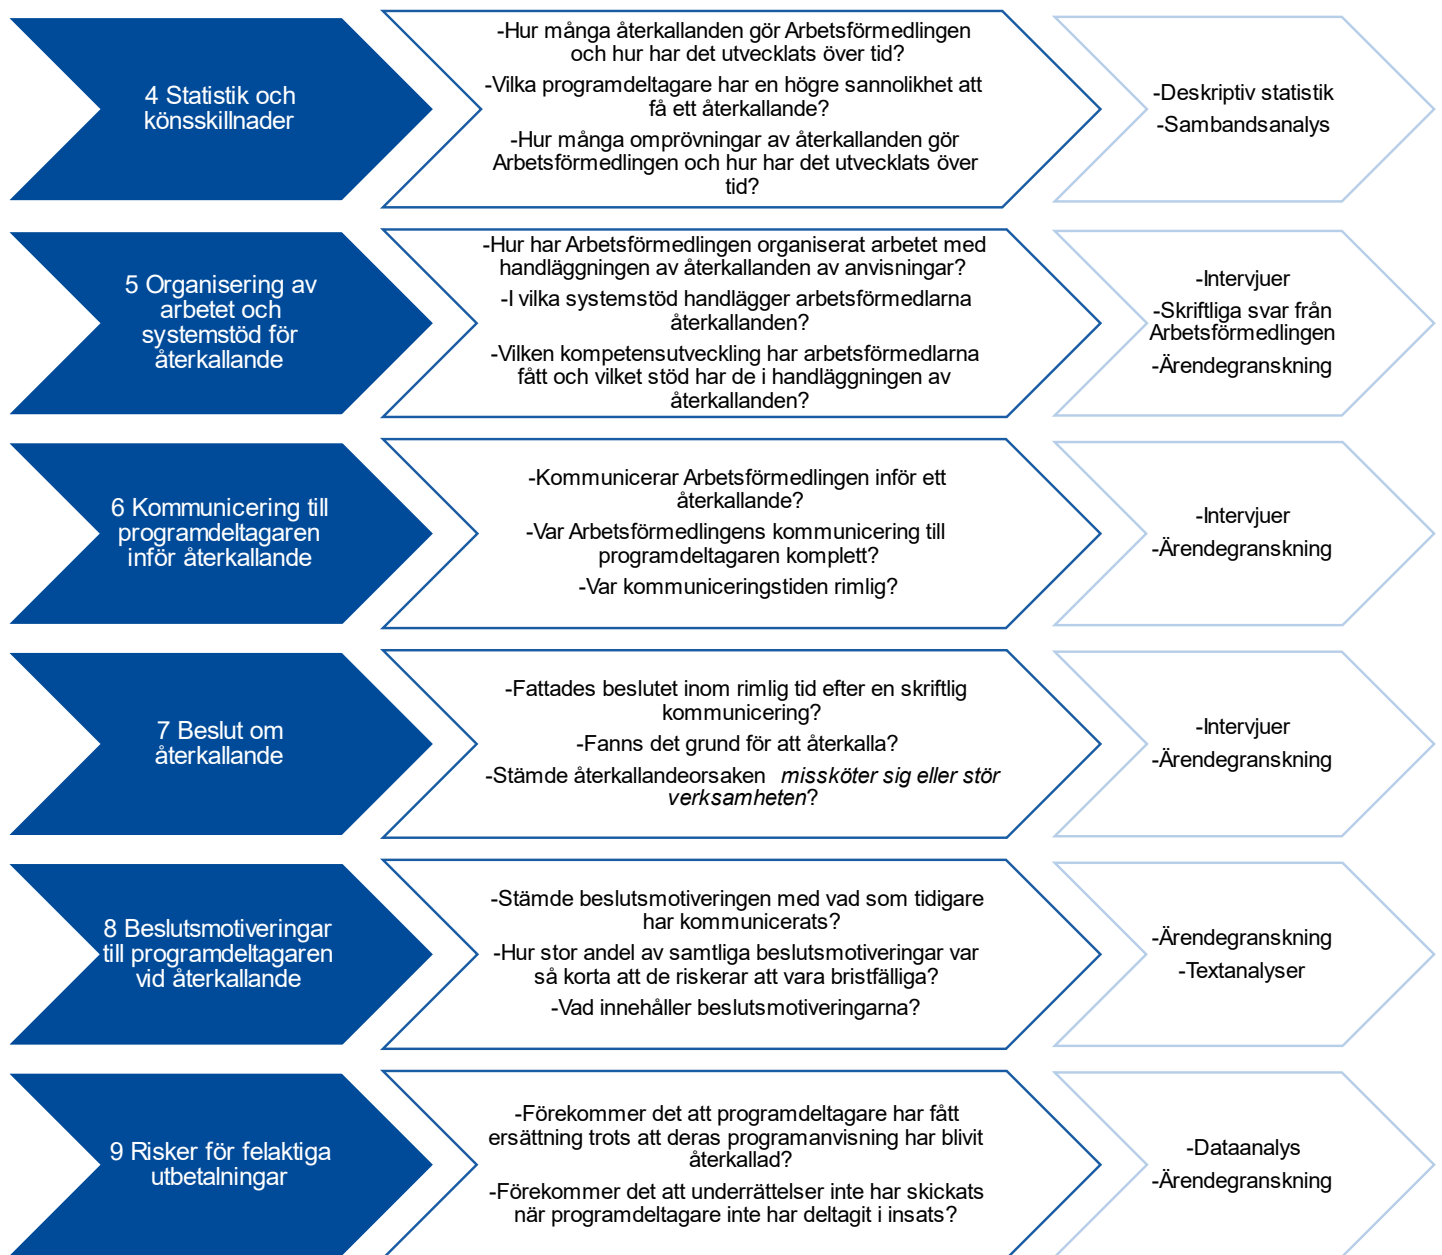 4 Statistik och
könsskillnader
-Hur många återkallanden gör Arbetsförmedlingen
och hur har det utvecklats över tid?
-Vilka programdeltagare har en högre sannolikhet att
få ett återkallande?
-Hur många omprövningar av återkallanden gör
Arbetsförmedlingen och hur har det utvecklats över
tid?
-Deskriptiv statistik
-Sambandsanalys
5 Organisering av
arbetet och
systemstöd för
återkallande
-Hur har Arbetsförmedlingen organiserat arbetet med
handläggningen av återkallanden av anvisningar?
-I vilka systemstöd handlägger arbetsförmedlarna
återkallanden?
-Vilken kompetensutveckling har arbetsförmedlarna
fått och vilket stöd har de i handläggningen av
återkallanden?
-Intervjuer
-Skriftliga svar från
Arbetsförmedlingen
-Ärendegranskning
6 Kommunicering till
programdeltagaren
inför återkallande
-Kommunicerar Arbetsförmedlingen inför ett
återkallande?
-Var Arbetsförmedlingens kommunicering till
programdeltagaren komplett?
-Var kommuniceringstiden rimlig?
-Intervjuer
-Ärendegranskning
7 Beslut om
återkallande
-Fattades beslutet inom rimlig tid efter en skriftlig
kommunicering?
-Fanns det grund för att återkalla?
-Stämde återkallandeorsaken missköter sig eller stör
verksamheten?
-Intervjuer
-Ärendegranskning
8 Beslutsmotiveringar
till programdeltagaren
vid återkallande
-Stämde beslutsmotiveringen med vad som tidigare
har kommunicerats?
-Hur stor andel av samtliga beslutsmotiveringar var
så korta att de riskerar att vara bristfälliga?
-Vad innehåller beslutsmotiveringarna?
-Ärendegranskning
-Textanalyser
9 Risker för felaktiga
utbetalningar
-Förekommer det att programdeltagare har fått
ersättning trots att deras programanvisning har blivit
återkallad?
-Förekommer det att underrättelser inte har skickats
när programdeltagare inte har deltagit i insats?
-Dataanalys
-Ärendegranskning